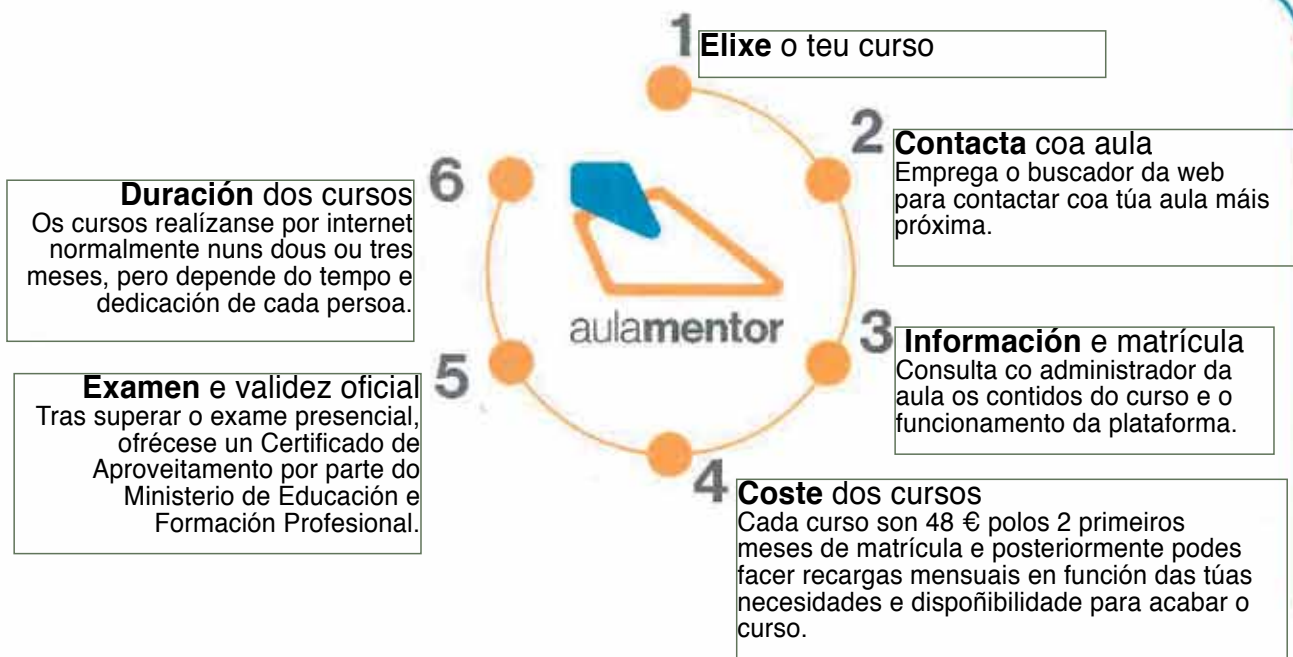 1
Elixe o teu curso
2
Contacta coa aula
Emprega o buscador da web
para contactar coa túa aula máis
próxima.
3
Información e matrícula
Consulta co administrador da
aula os contidos do curso e o
funcionamento da plataforma.
4
Coste dos cursos
Cada curso son 48 € polos 2 primeiros
meses de matrícula e posteriormente podes
facer recargas mensuais en función das túas
necesidades e dispoñibilidade para acabar o
curso.
5
Examen e validez oficial
Tras superar o exame presencial,
ofrécese un Certificado de
Aproveitamento por parte do
Ministerio de Educación e
Formación Profesional.
6
Duración dos cursos
Os cursos realízanse por internet
normalmente nuns dous ou tres
meses, pero depende do tempo e
dedicación de cada persoa.
aulamentor